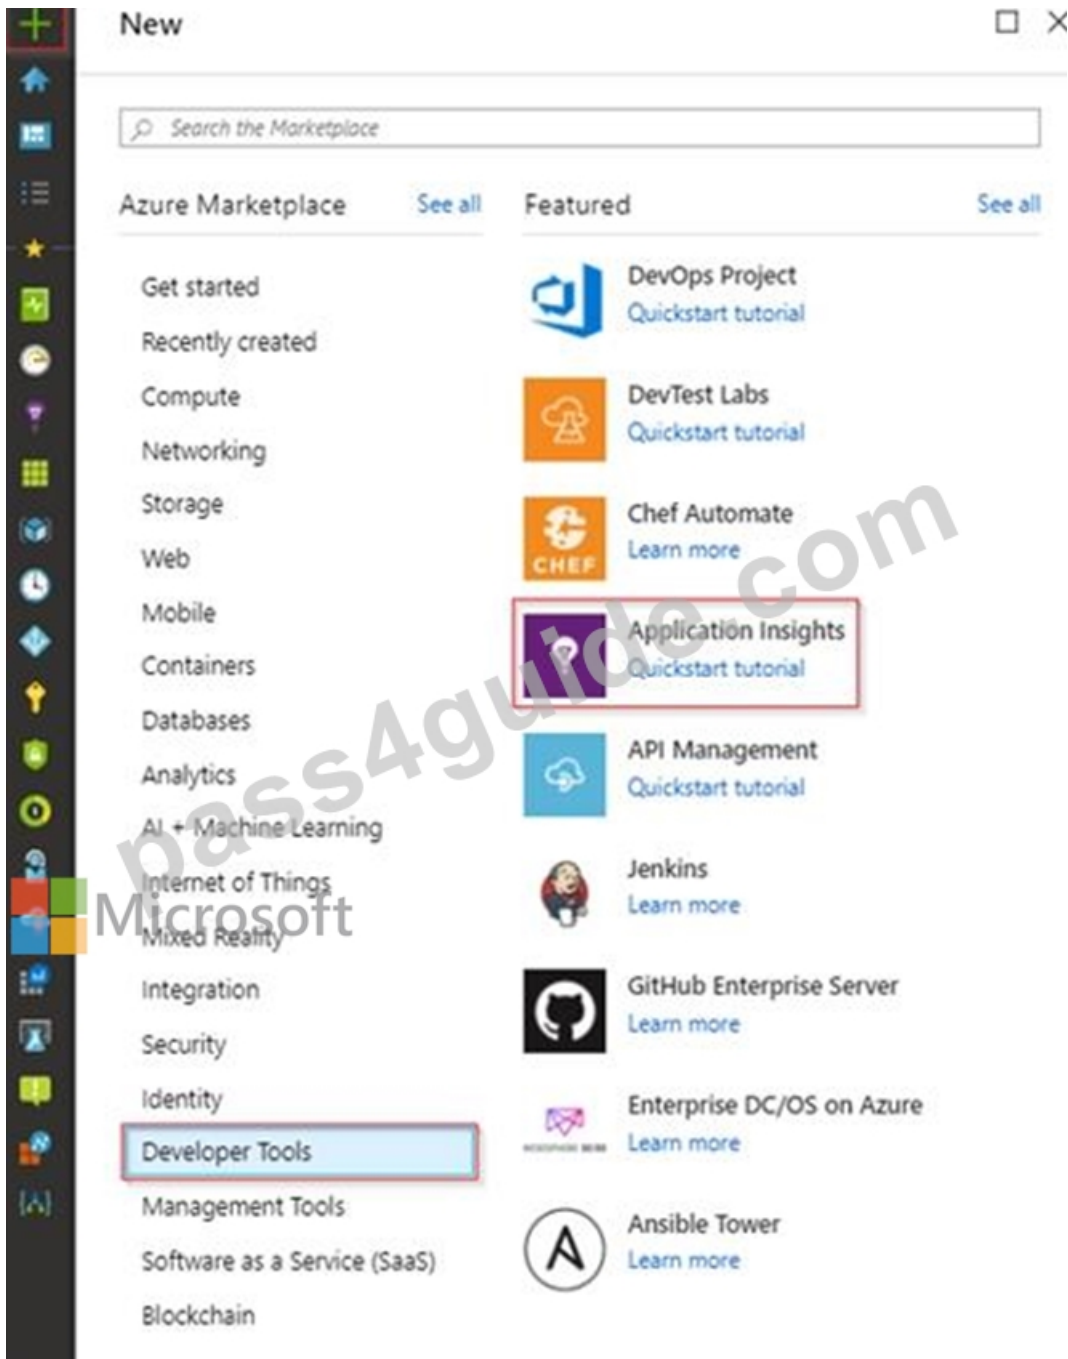 New
Search the Marketplace
Azure Marketplace
See all
Get started
Recently created
Compute
Networking
Storage
Web
Mobile
Containers
Databases
Analytics
AI + Machine Learning
Internet of Things
Mixed Reality
Integration
Security
Identity
Developer Tools
Management Tools
Software as a Service (SaaS)
Blockchain
Featured
See all
DevOps Project
Quickstart tutorial
DevTest Labs
Quickstart tutorial
CHEF
Chef Automate
Learn more
Application Insights
Quickstart tutorial
API Management
Quickstart tutorial
Jenkins
Learn more
GitHub Enterprise Server
Learn more
Enterprise DC/OS on Azure
Learn more
Ansible Tower
Learn more
pass4guide.com
Microsoft